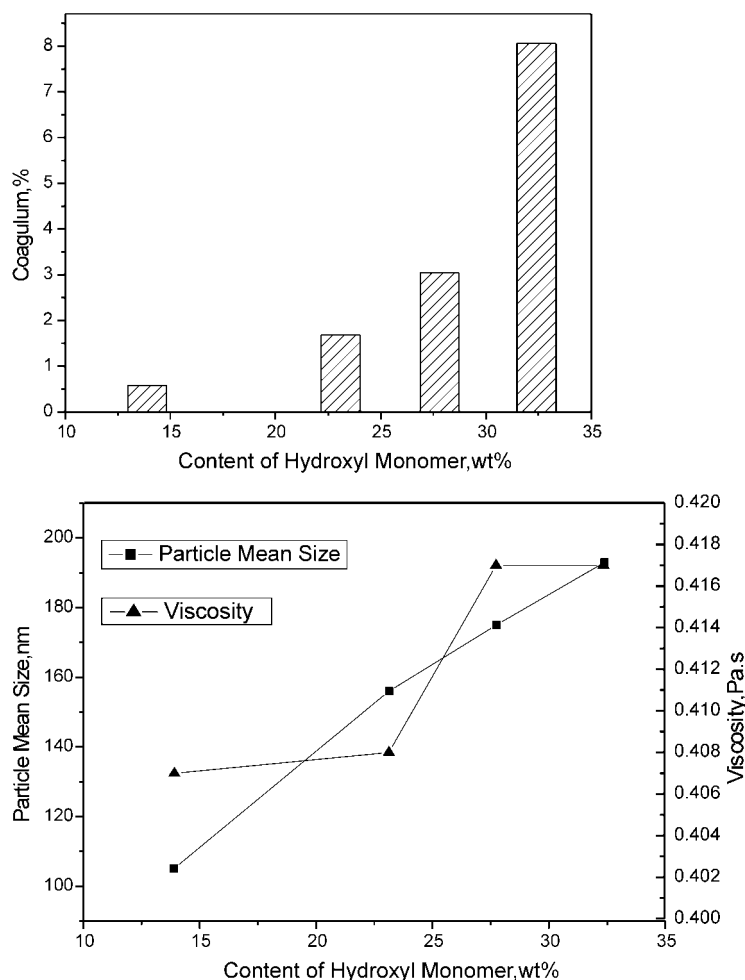 8
7
6
5
4
3
2
1
0
Coagulum,%
10 15 20 25 30 35
Content of Hydroxyl Monomer,wt%
200
180
160
140
120
100
Particle Mean Size,nm
Particle Mean Size
Viscosity
0.420
0.418
0.416
0.414
0.412
0.410
0.408
0.406
0.404
0.402
0.400
Viscosity,Pa.s
10 15 20 25 30 35
Content of Hydroxyl Monomer,wt%